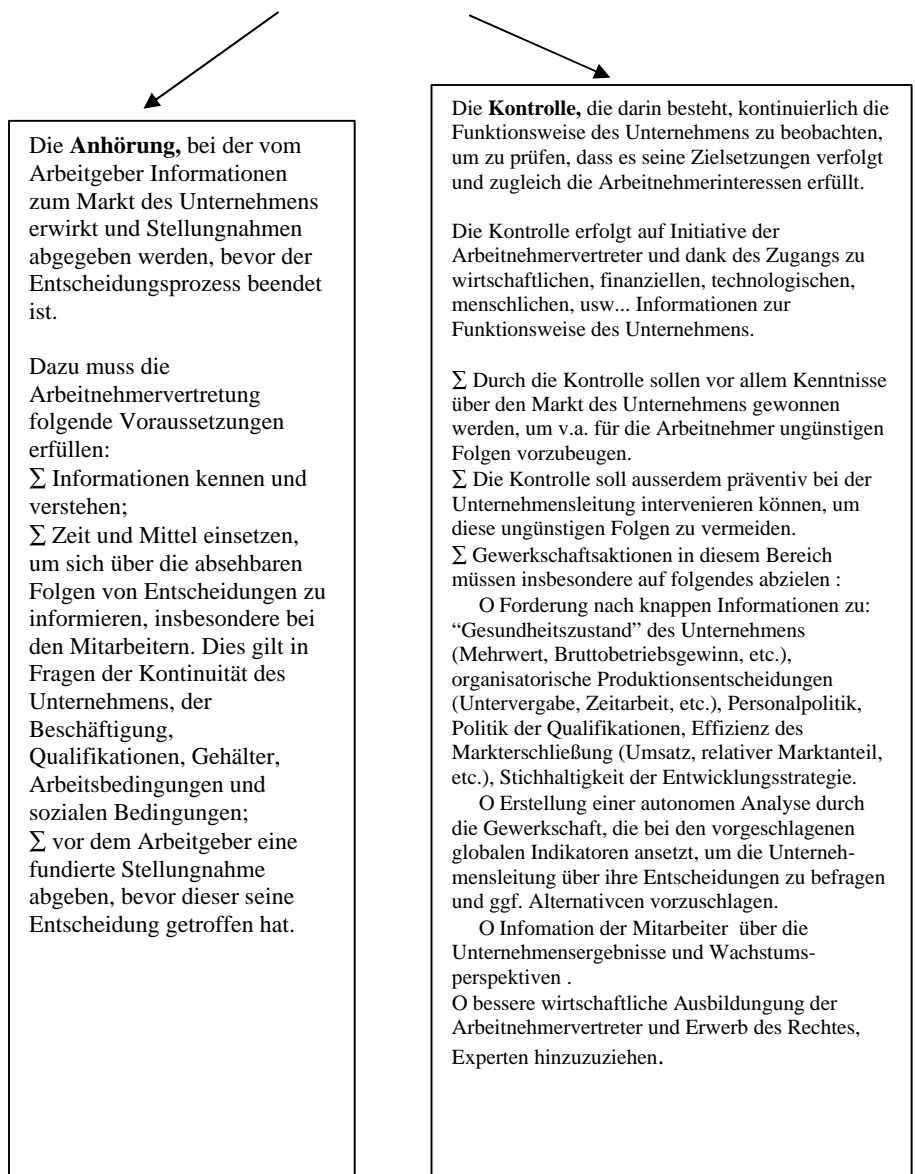 Die Anhörung, bei der vom
Arbeitgeber Informationen
zum Markt des Unternehmens
erwirkt und Stellungnahmen
abgegeben werden, bevor der
Entscheidungsprozess beendet
ist.
Dazu muss die
Arbeitnehmervertretung
folgende Voraussetzungen
erfüllen:
∑ Informationen kennen und
verstehen;
∑ Zeit und Mittel einsetzen,
um sich über die absehbaren
Folgen von Entscheidungen zu
informieren, insbesondere bei
den Mitarbeitern. Dies gilt in
Fragen der Kontinuität des
Unternehmens, der
Beschäftigung,
Qualifikationen, Gehälter,
Arbeitsbedingungen und
sozialen Bedingungen;
∑ vor dem Arbeitgeber eine
fundierte Stellungnahme
abgeben, bevor dieser seine
Entscheidung getroffen hat.
Die Kontrolle, die darin besteht, kontinuierlich die
Funktionsweise des Unternehmens zu beobachten,
um zu prüfen, dass es seine Zielsetzungen verfolgt
und zugleich die Arbeitnehmerinteressen erfüllt.
Die Kontrolle erfolgt auf Initiative der
Arbeitnehmervertreter und dank des Zugangs zu
wirtschaftlichen, finanziellen, technologischen,
menschlichen, usw... Informationen zur
Funktionsweise des Unternehmens.
∑ Durch die Kontrolle sollen vor allem Kenntnisse
über den Markt des Unternehmens gewonnen
werden, um v.a. für die Arbeitnehmer ungünstigen
Folgen vorzubeugen.
∑ Die Kontrolle soll ausserdem präventiv bei der
Unternehmensleitung intervenieren können, um
diese ungünstigen Folgen zu vermeiden.
∑ Gewerkschaftsaktionen in diesem Bereich
müssen insbesondere auf folgendes abzielen :
O Forderung nach knappen Informationen zu:
“Gesundheitszustand” des Unternehmens
(Mehrwert, Bruttobetriebsgewinn, etc.),
organisatorische Produktionsentscheidungen
(Untervergabe, Zeitarbeit, etc.), Personalpolitik,
Politik der Qualifikationen, Effizienz des
Markterschließung (Umsatz, relativer Marktanteil,
etc.), Stichhaltigkeit der Entwicklungsstrategie.
O Erstellung einer autonomen Analyse durch
die Gewerkschaft, die bei den vorgeschlagenen
globalen Indikatoren ansetzt, um die Unterneh-
mensleitung über ihre Entscheidungen zu befragen
und ggf. Alternativcen vorzuschlagen.
O Infomation der Mitarbeiter über die
Unternehmensergebnisse und Wachstums-
perspektiven .
O bessere wirtschaftliche Ausbildungung der
Arbeitnehmervertreter und Erwerb des Rechtes,
Experten hinzuzuziehen.